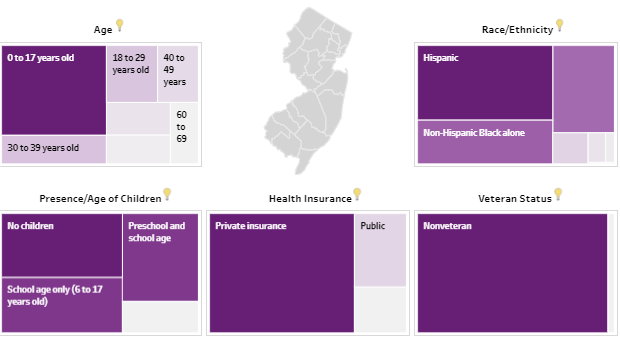 Age
Race/Ethnicity
0 to 17 years old
18 to 29
years old
40 to
49
years
60
to
69
30 to 39 years old
Hispanic
Non-Hispanic Black alone
Presence/Age of Children
Health Insurance
Veteran Status
No children
Preschool and
school age
School age only (6 to 17
years old)
Private insurance
Public
Nonveteran